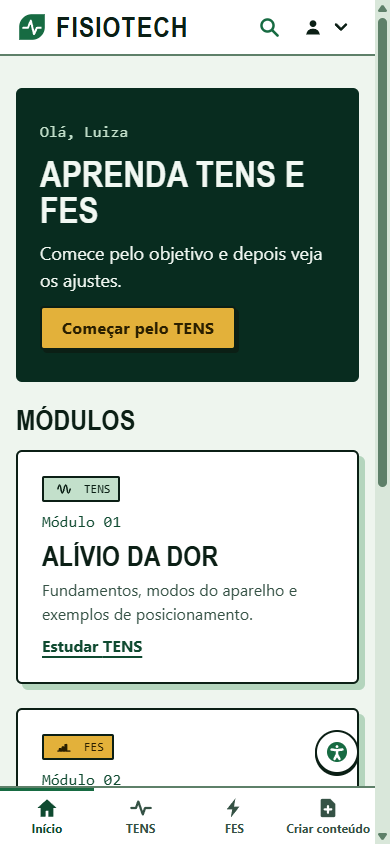 FISIOTECH
Olá, Luiza
APRENDA TENS E
FES
Comece pelo objetivo e depois veja
os ajustes.
Começar pelo TENS
MÓDULOS
TENS
Módulo 01
ALÍVIO DA DOR
Fundamentos, modos do aparelho e
exemplos de posicionamento.
Estudar TENS
FES
Módulo 02
Início
TENS
FES
Criar conteúdo